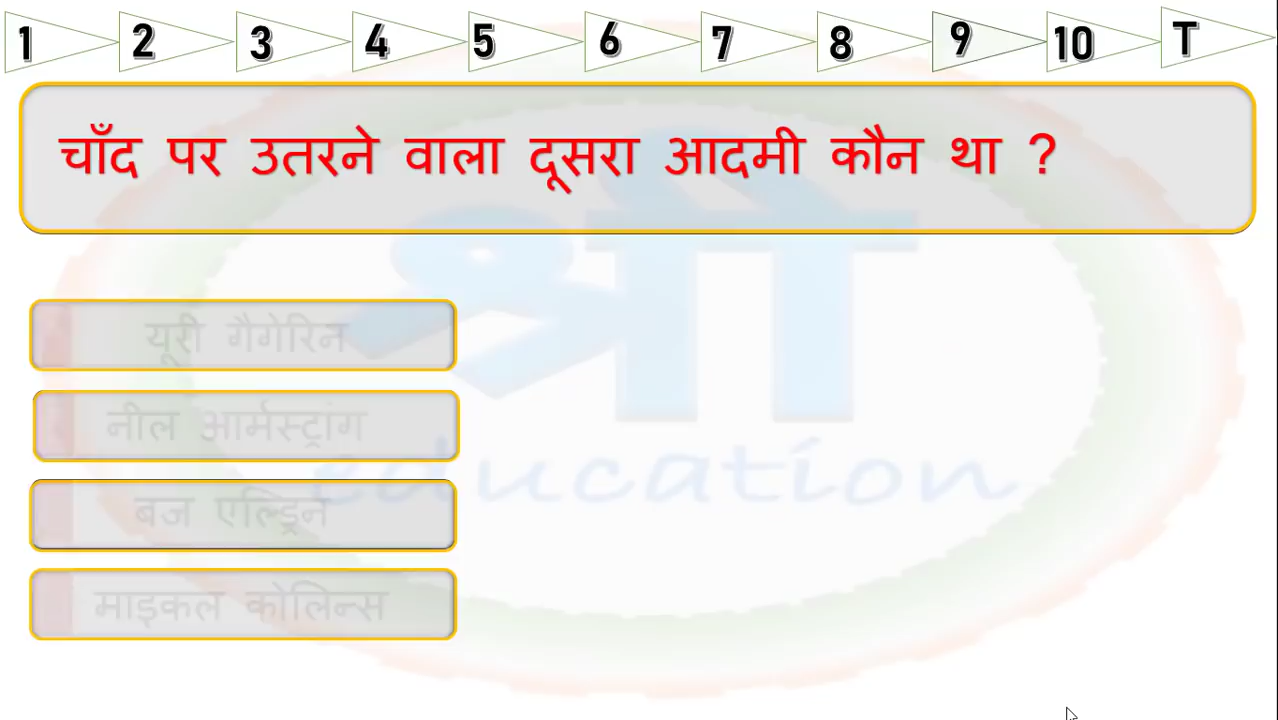 1 2 3 4 5 6 7 8 9 10 T
चाँद पर उतरने वाला दूसरा आदमी कौन था ?
श्री
यूरी गैगेरिन
नील आर्मस्ट्रांग
education
बज एल्ड्रिन
माइकल कोलिन्स